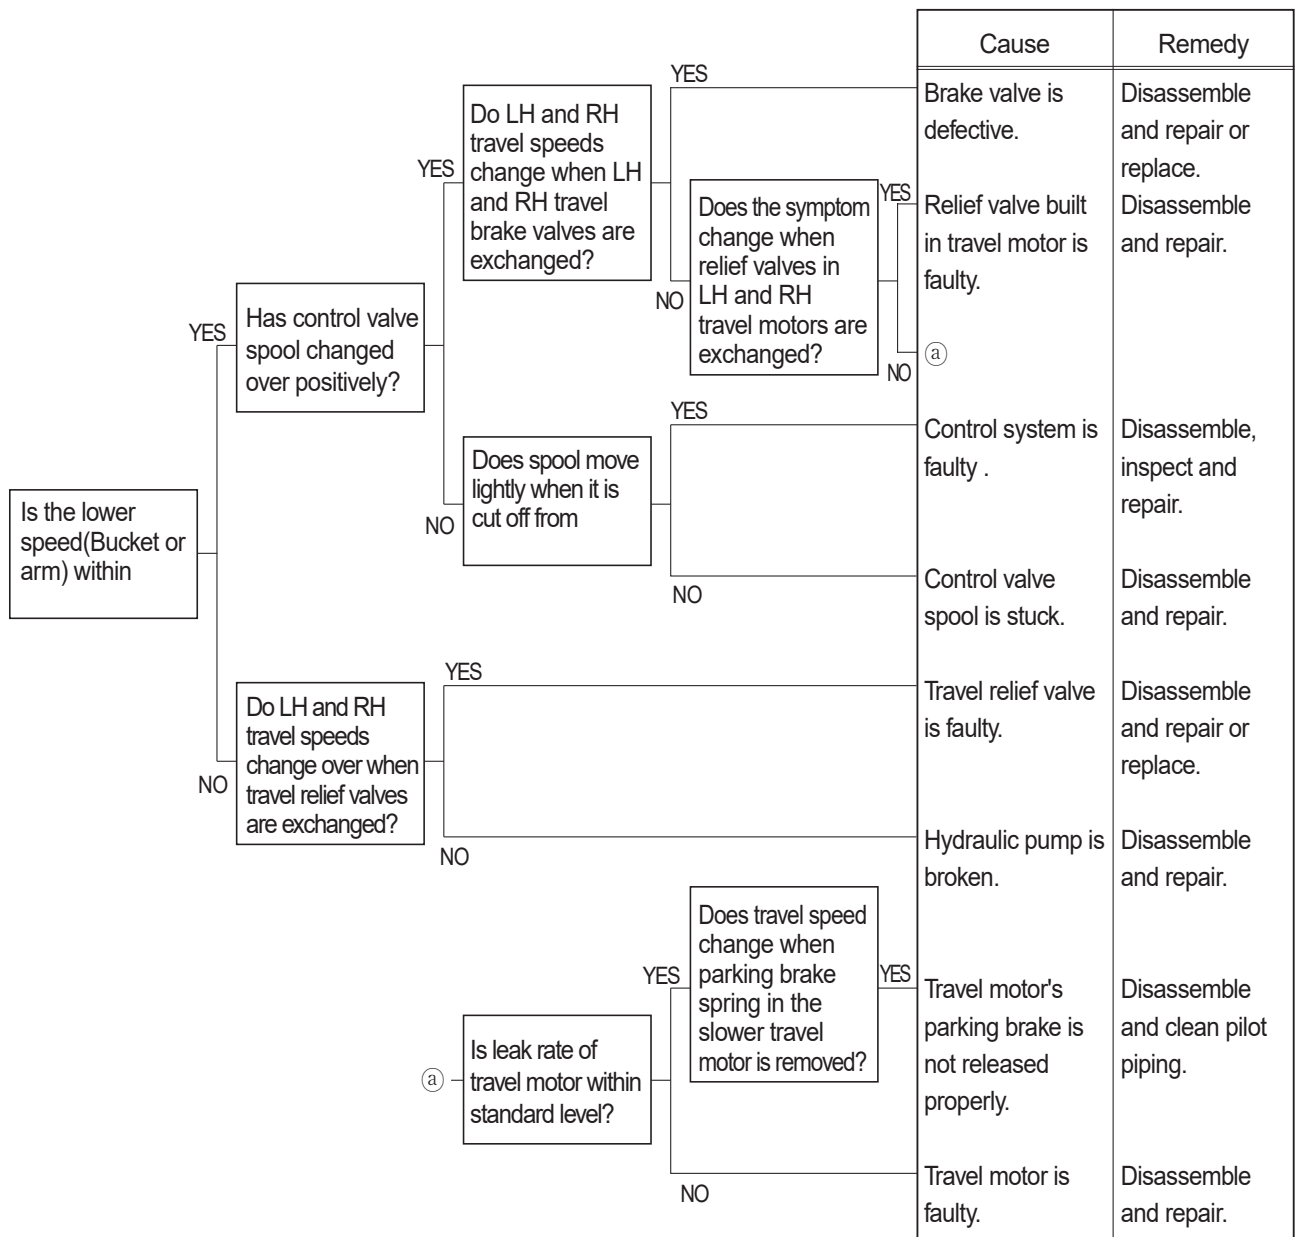 Cause
Remedy
YES
Do LH and RH
travel speeds
change when LH
and RH travel
brake valves are
exchanged?
Brake valve is
defective.
Disassemble
and repair or
replace.
YES
Does the symptom
change when
relief valves in
LH and RH
travel motors are
exchanged?
YES
Relief valve built
in travel motor is
faulty.
Disassemble
and repair.
NO
NO
ⓐ
YES
Has control valve
spool changed
over positively?
YES
Control system is
faulty .
Disassemble,
inspect and
repair.
Does spool move
lightly when it is
cut off from
NO
Is the lower
speed(Bucket or
arm) within
NO
Control valve
spool is stuck.
Disassemble
and repair.
YES
Do LH and RH
travel speeds
change over when
travel relief valves
are exchanged?
Travel relief valve
is faulty.
Disassemble
and repair or
replace.
NO
NO
Hydraulic pump is
broken.
Disassemble
and repair.
Does travel speed
change when
parking brake
spring in the
slower travel
motor is removed?
YES
YES
Travel motor's
parking brake is
not released
properly.
Disassemble
and clean pilot
piping.
ⓐ
Is leak rate of
travel motor within
standard level?
NO
Travel motor is
faulty.
Disassemble
and repair.